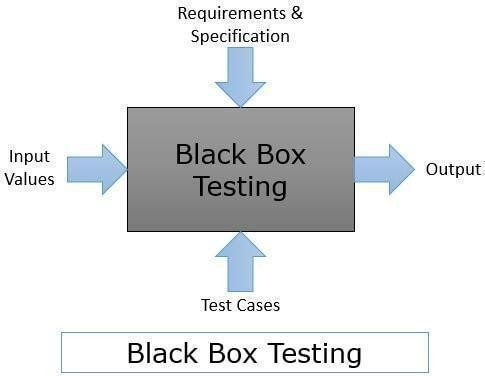 Requirements &
Specification
Input
Values
Black Box
Testing
Output
Test Cases
Black Box Testing